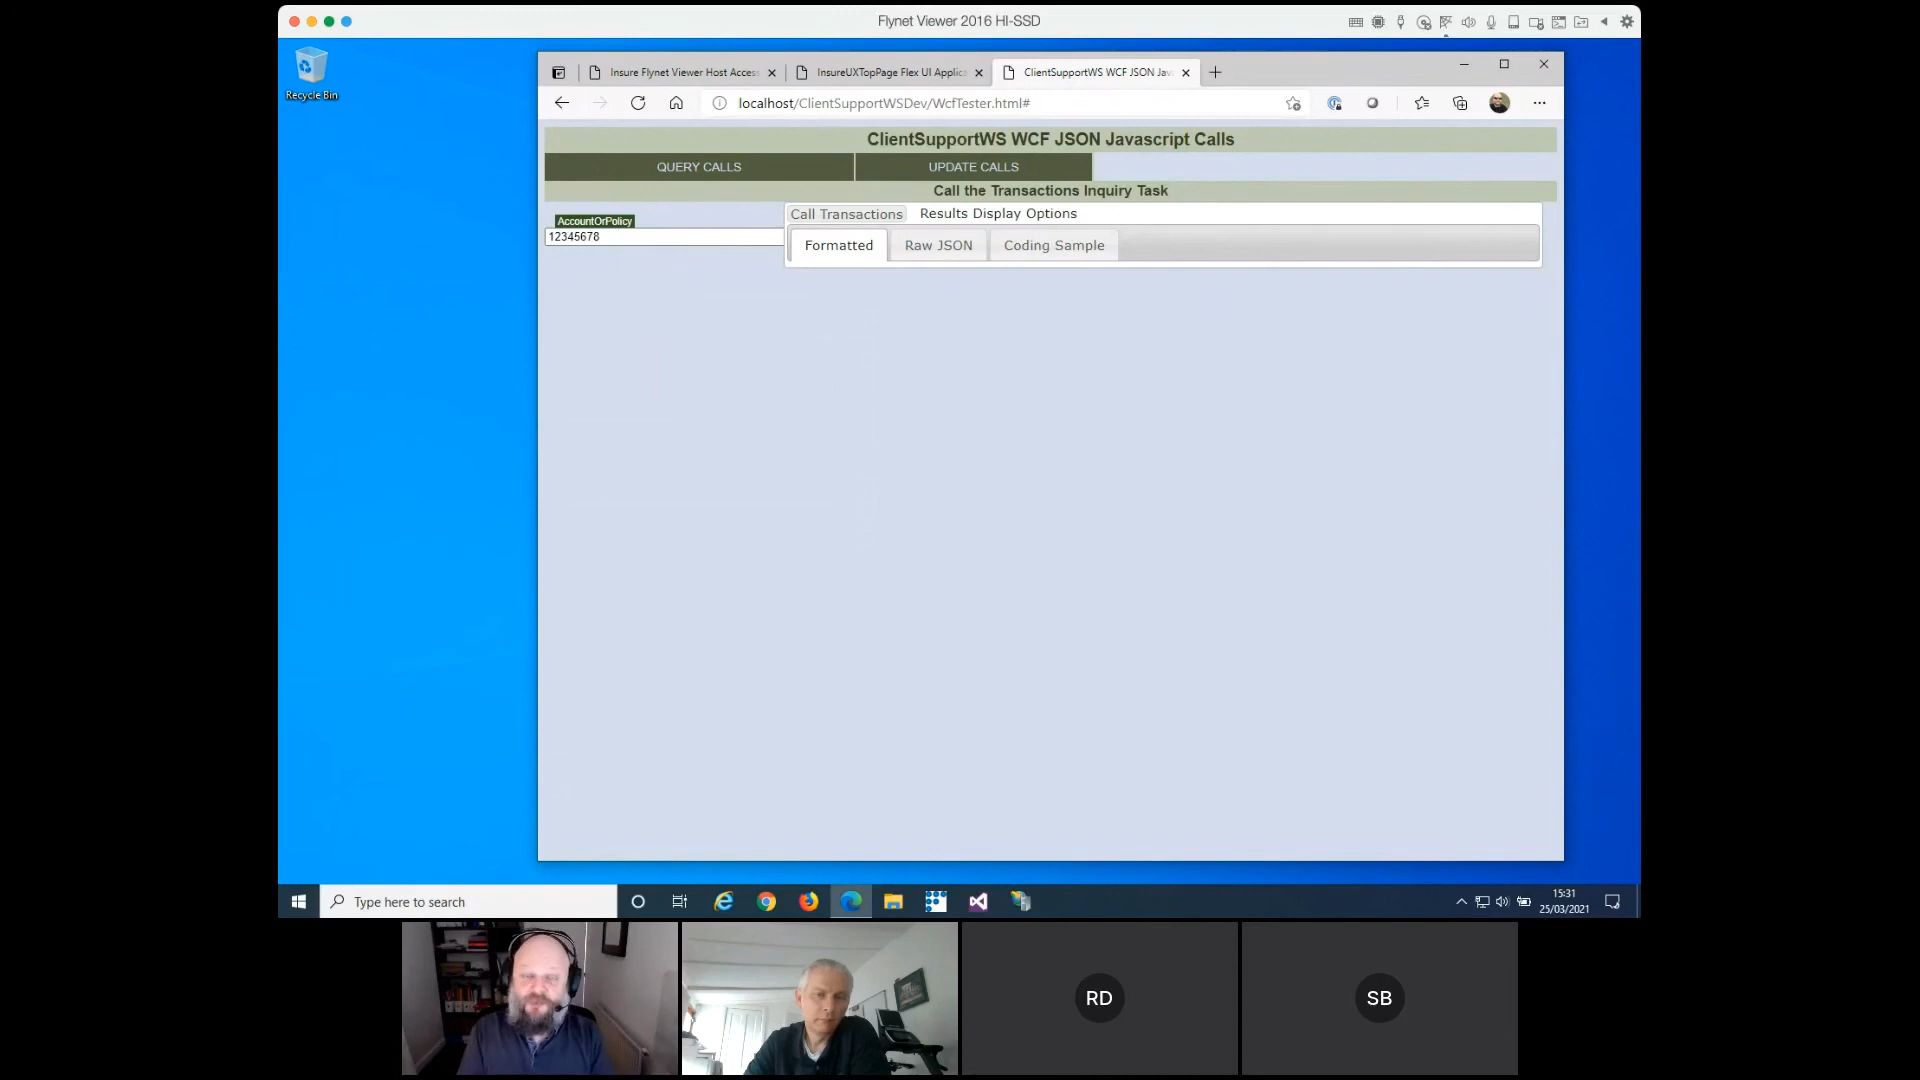 Flynet Viewer 2016 HI-SSD
Recycle Bin
Insure Flynet Viewer Host Access
InsureUXTopPage Flex UI Applica
ClientSupportWS WCF JSON Jav
localhost/ClientSupportWSDev/WcfTester.html#
ClientSupportWS WCF JSON Javascript Calls
QUERY CALLS
UPDATE CALLS
Call the Transactions Inquiry Task
AccountOrPolicy
12345678
Call Transactions
Results Display Options
Formatted
Raw JSON
Coding Sample
Type here to search
15:31
25/03/2021
RD
SB